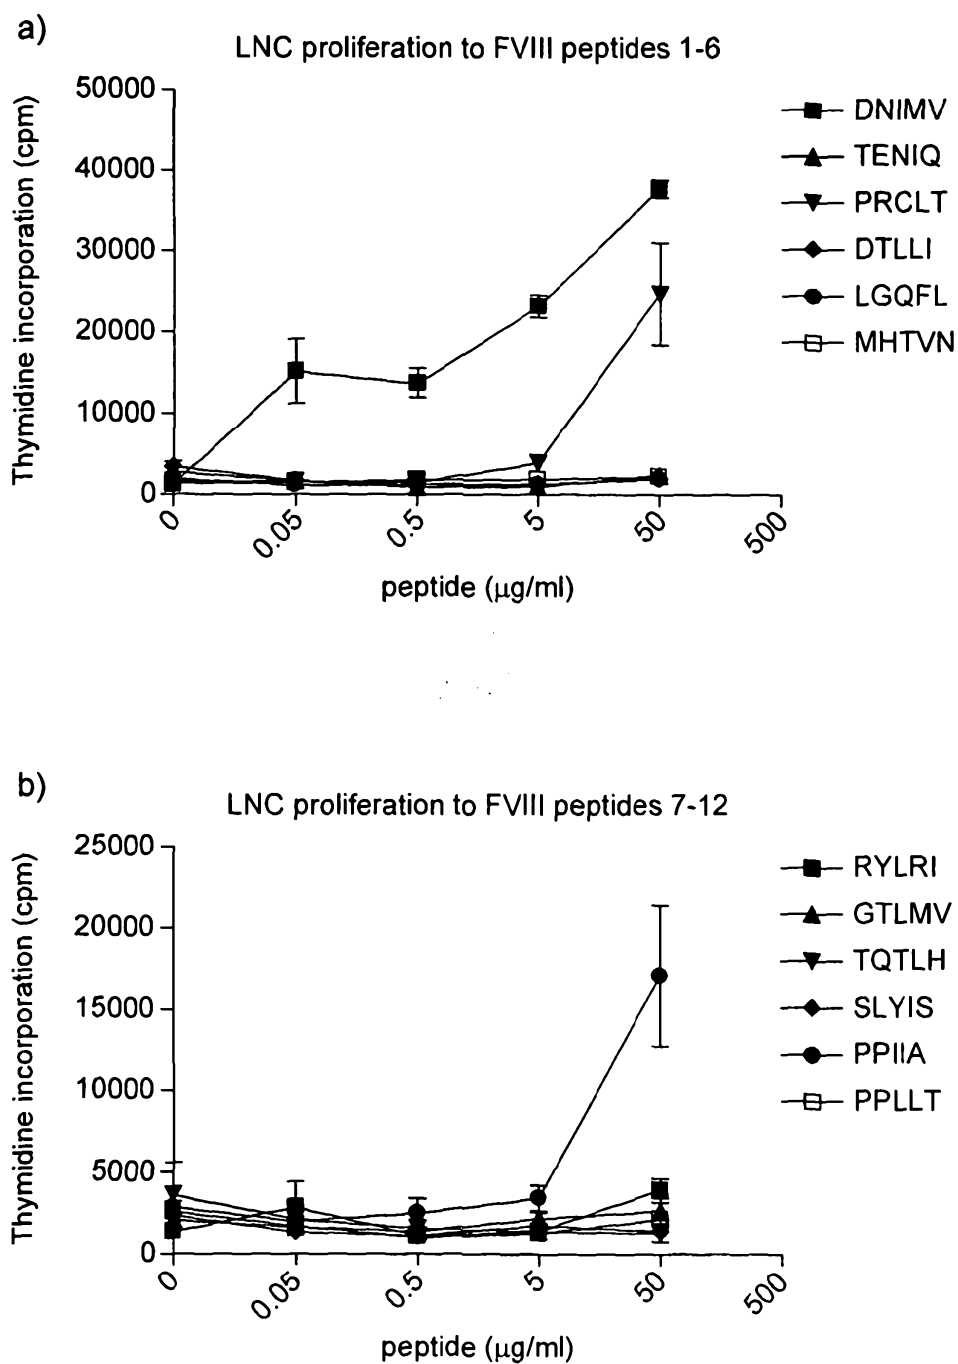 a)
LNC proliferation to FVIII peptides 1-6
Thymidine incorporation (cpm)
50000
40000
30000
20000
10000
0
0
0.05
0.5
5
50
500
peptide (μg/ml)
DNIMV
TENIQ
PRCLT
DTLLI
LGQFL
MHTVN
b)
LNC proliferation to FVIII peptides 7-12
Thymidine incorporation (cpm)
25000
20000
15000
10000
5000
0
0
0.05
0.5
5
50
500
peptide (μg/ml)
RYLRI
GTLMV
TQTLH
SLYIS
PPIIA
PPLLT